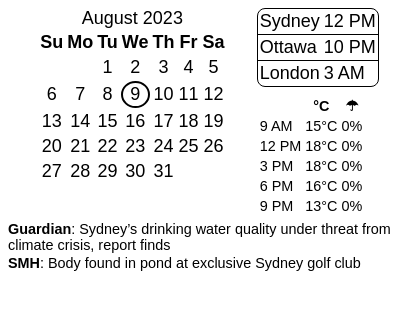 August 2023
Su Mo Tu We Th Fr Sa
1 2 3 4 5
6 7 8 9 10 11 12
13 14 15 16 17 18 19
20 21 22 23 24 25 26
27 28 29 30 31
Sydney 12 PM
Ottawa 10 PM
London 3 AM
°C ☂
9 AM 15°C 0%
12 PM 18°C 0%
3 PM 18°C 0%
6 PM 16°C 0%
9 PM 13°C 0%
Guardian: Sydney’s drinking water quality under threat from
climate crisis, report finds
SMH: Body found in pond at exclusive Sydney golf club